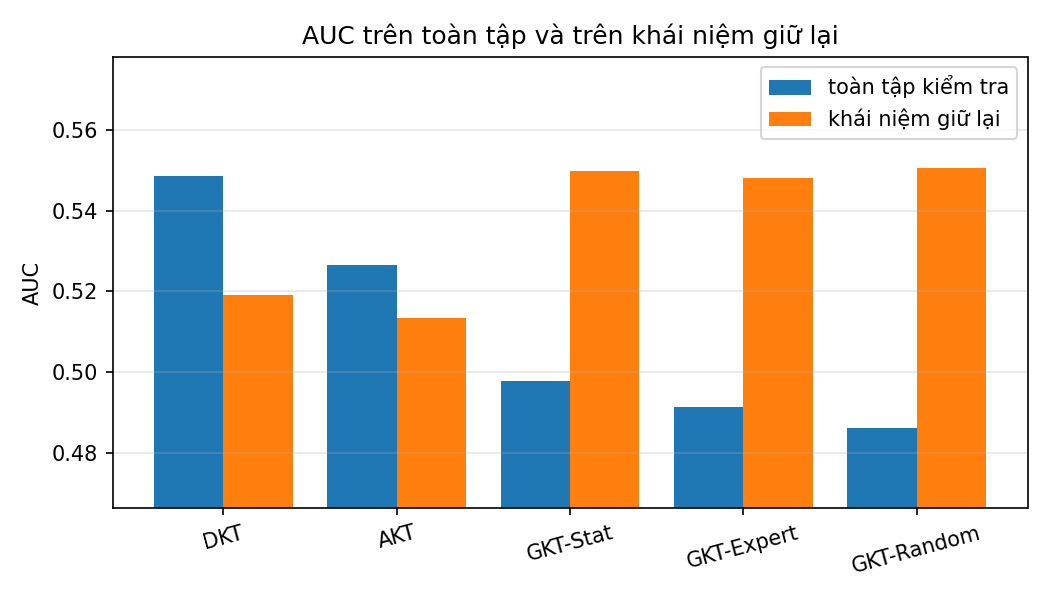 AUC trên toàn tập và trên khái niệm giữ lại
toàn tập kiểm tra
khái niệm giữ lại
AUC
0.56
0.54
0.52
0.50
0.48
DKT
AKT
GKT-Stat
GKT-Expert
GKT-Random